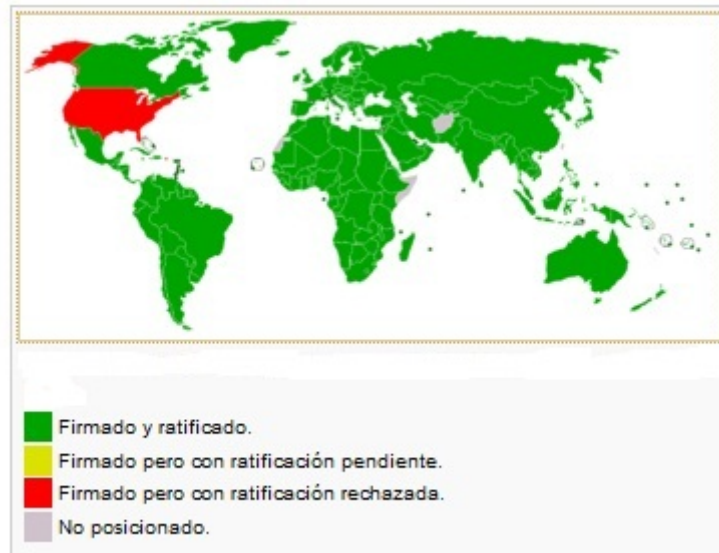 Firmado y ratificado.
Firmado pero con ratificación pendiente.
Firmado pero con ratificación rechazada.
No posicionado.